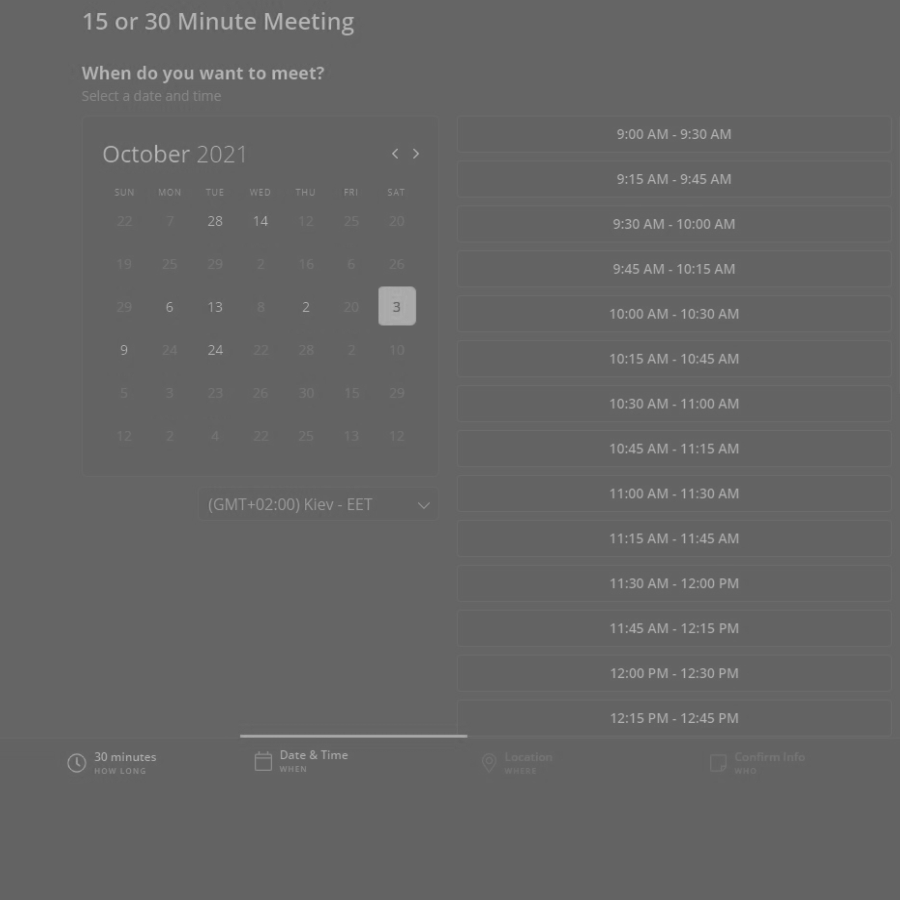 15 or 30 Minute Meeting
When do you want to meet?
Select a date and time
October 2021
SUN MON TUE WED THU FRI SAT
22 7 28 14 12 25 20
19 25 29 2 16 6 26
29 6 13 8 2 20 3
9 24 24 22 28 2 10
5 3 23 26 30 15 29
12 2 4 22 25 13 12
(GMT+02:00) Kiev - EET
9:00 AM - 9:30 AM
9:15 AM - 9:45 AM
9:30 AM - 10:00 AM
9:45 AM - 10:15 AM
10:00 AM - 10:30 AM
10:15 AM - 10:45 AM
10:30 AM - 11:00 AM
10:45 AM - 11:15 AM
11:00 AM - 11:30 AM
11:15 AM - 11:45 AM
11:30 AM - 12:00 PM
11:45 AM - 12:15 PM
12:00 PM - 12:30 PM
12:15 PM - 12:45 PM
30 minutes
HOW LONG
Date & Time
WHEN
Location
WHERE
Confirm Info
WHO